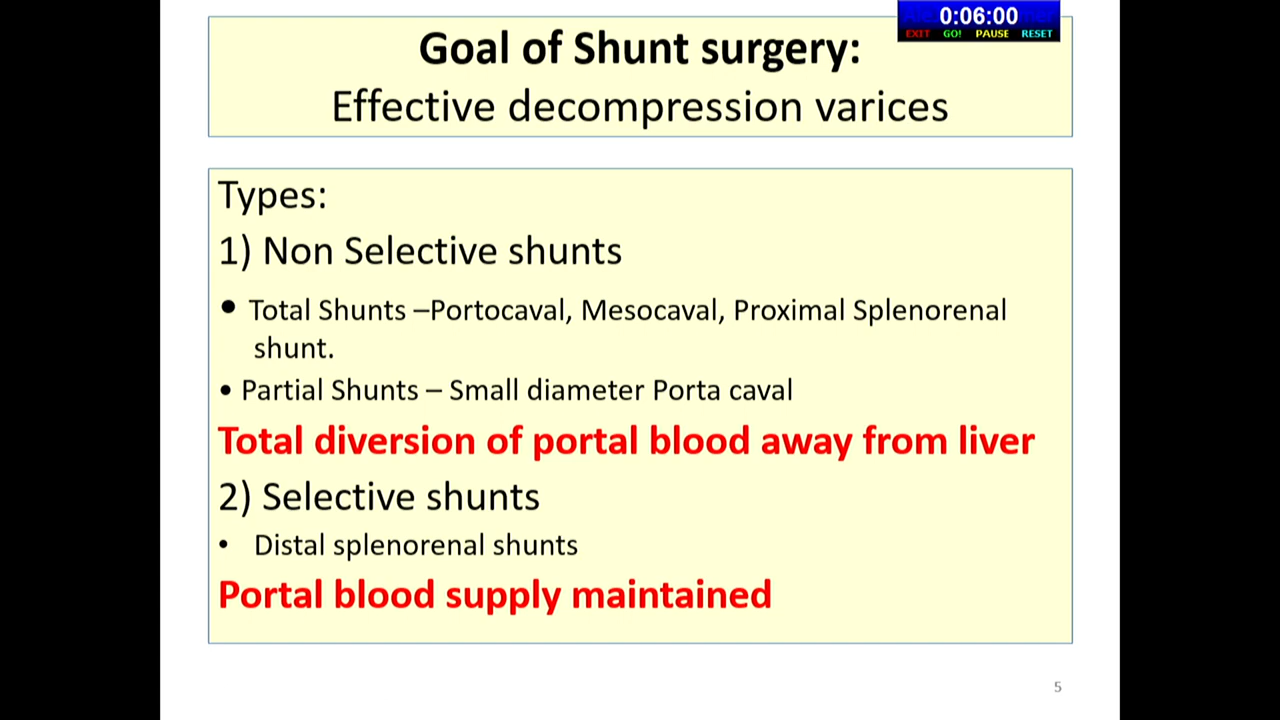 0:06:00
EXIT GO! PAUSE RESET
Goal of Shunt surgery:
Effective decompression varices
Types:
1) Non Selective shunts
• Total Shunts –Portocaval, Mesocaval, Proximal Splenorenal
shunt.
• Partial Shunts – Small diameter Porta caval
Total diversion of portal blood away from liver
2) Selective shunts
• Distal splenorenal shunts
Portal blood supply maintained
5